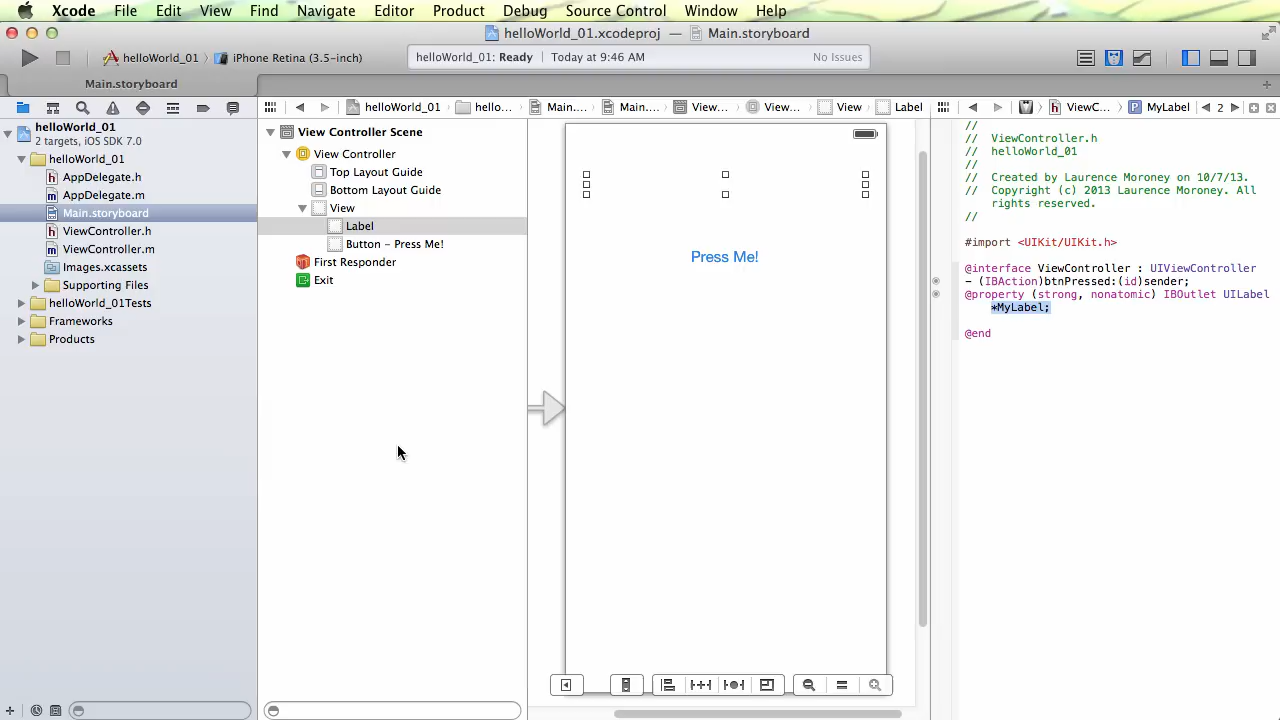 Xcode File Edit View Find Navigate Editor Product Debug Source Control Window Help
helloWorld_01.xcodeproj — Main.storyboard
helloWorld_01 iPhone Retina (3.5-inch)
helloWorld_01: Ready Today at 9:46 AM No Issues
Main.storyboard
helloWorld_01 hello... Main.... Main.... View... View... View Label
ViewC... MyLabel 2
helloWorld_01
2 targets, iOS SDK 7.0
helloWorld_01
AppDelegate.h
AppDelegate.m
Main.storyboard
ViewController.h
ViewController.m
Images.xcassets
Supporting Files
helloWorld_01Tests
Frameworks
Products
View Controller Scene
View Controller
Top Layout Guide
Bottom Layout Guide
View
Label
Button - Press Me!
First Responder
Exit
Press Me!
//
// ViewController.h
// helloWorld_01
//
// Created by Laurence Moroney on 10/7/13.
// Copyright (c) 2013 Laurence Moroney. All
rights reserved.
//
#import <UIKit/UIKit.h>
@interface ViewController : UIViewController
- (IBAction)btnPressed:(id)sender;
@property (strong, nonatomic) IBOutlet UILabel
*MyLabel;
@end